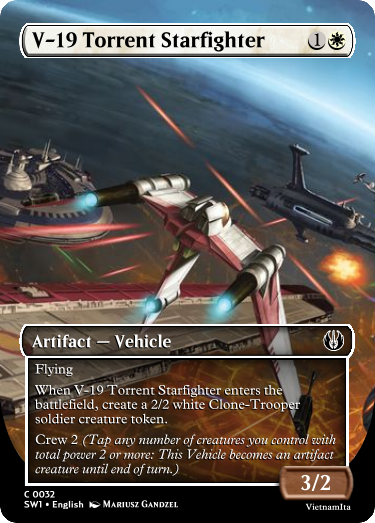 V-19 Torrent Starfighter 1
Artifact — Vehicle
Flying
When V-19 Torrent Starfighter enters the
battlefield, create a 2/2 white Clone-Trooper
soldier creature token.
Crew 2 (Tap any number of creatures you control with
total power 2 or more: This Vehicle becomes an artifact
creature until end of turn.)
3/2
C 0032
SW1 • English Mariusz Gandzel
VietnamIta